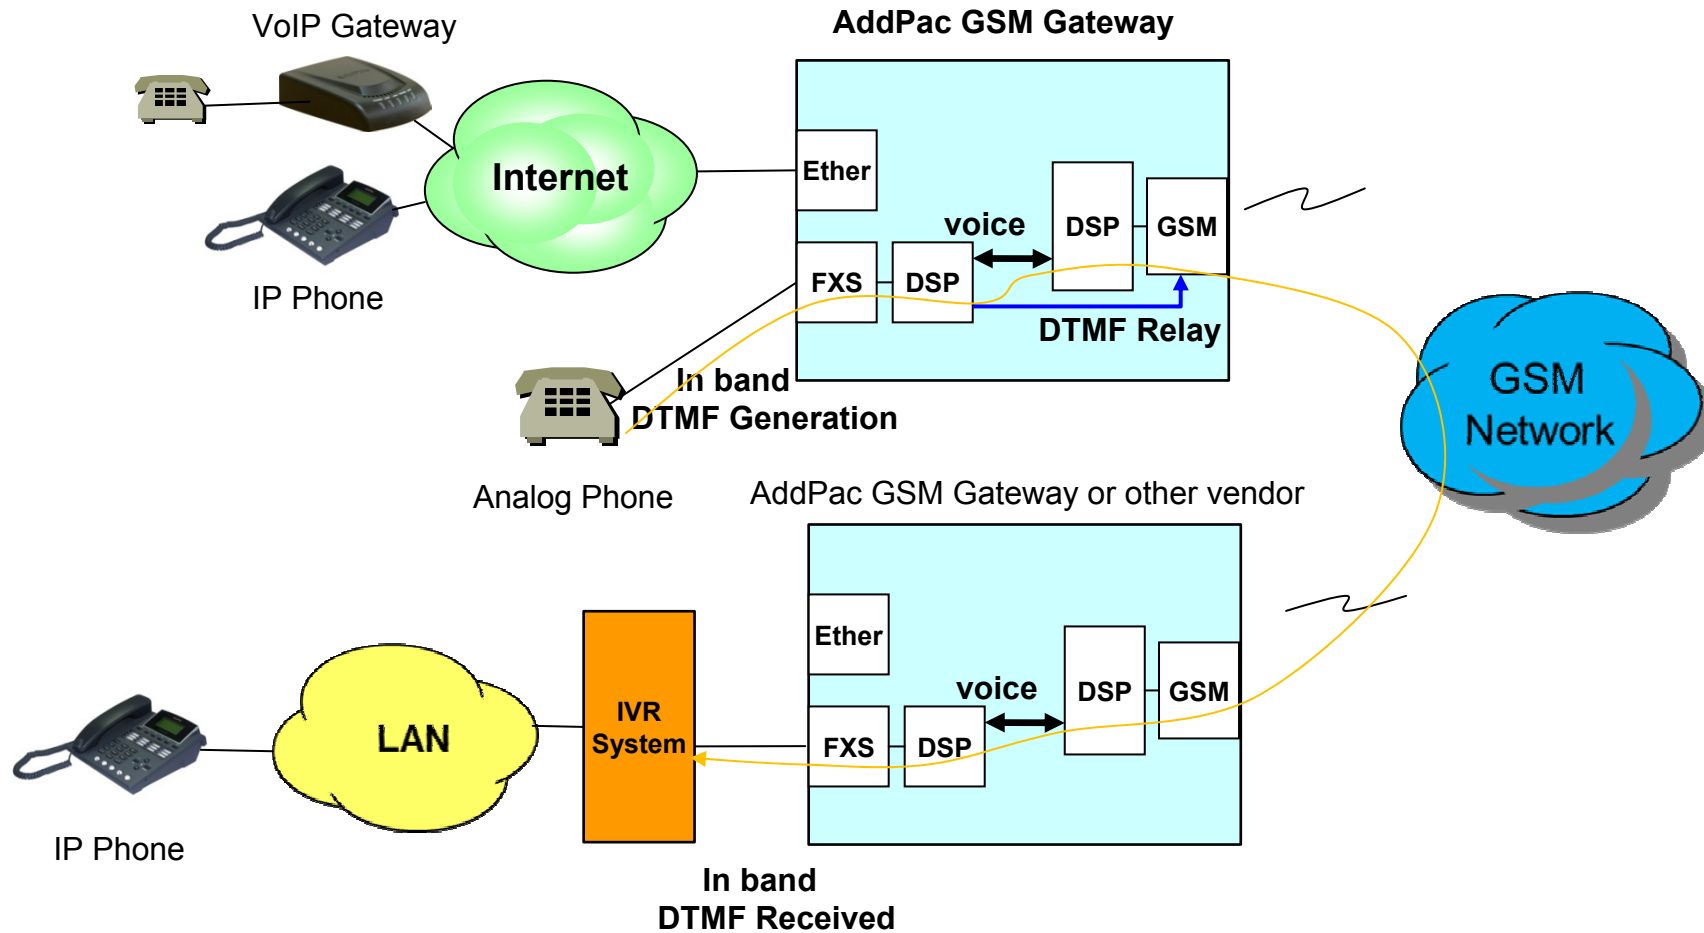 VoIP Gateway
AddPac GSM Gateway
Internet
Ether
voice
DSP
GSM
FXS
DSP
IP Phone
DTMF Relay
In band
DTMF Generation
GSM
Network
Analog Phone
AddPac GSM Gateway or other vendor
Ether
voice
DSP
GSM
IVR
System
FXS
DSP
LAN
IP Phone
In band
DTMF Received